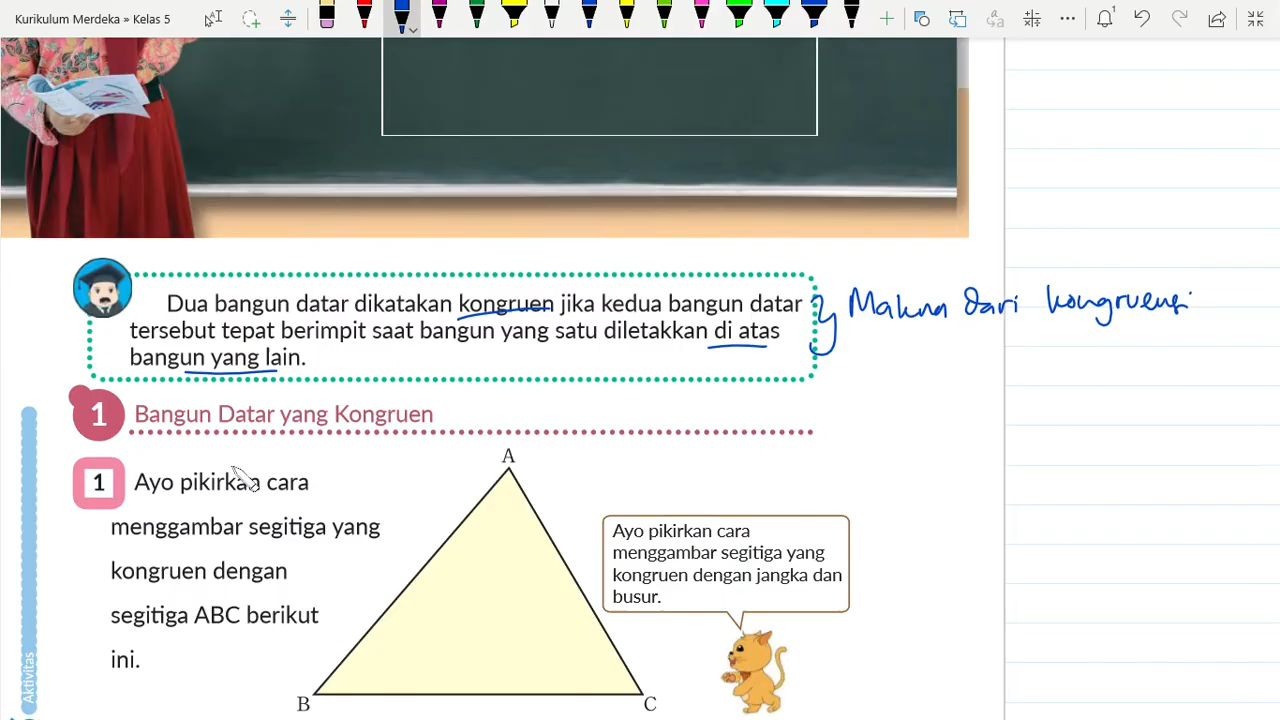 Kurikulum Merdeka » Kelas 5
Dua bangun datar dikatakan kongruen jika kedua bangun datar
tersebut tepat berimpit saat bangun yang satu diletakkan di atas
bangun yang lain.
Makna dari kongruensi
1 Bangun Datar yang Kongruen
1 Ayo pikirkan cara
menggambar segitiga yang
kongruen dengan
segitiga ABC berikut
ini.
A
B
C
Ayo pikirkan cara
menggambar segitiga yang
kongruen dengan jangka dan
busur.
Aktivitas